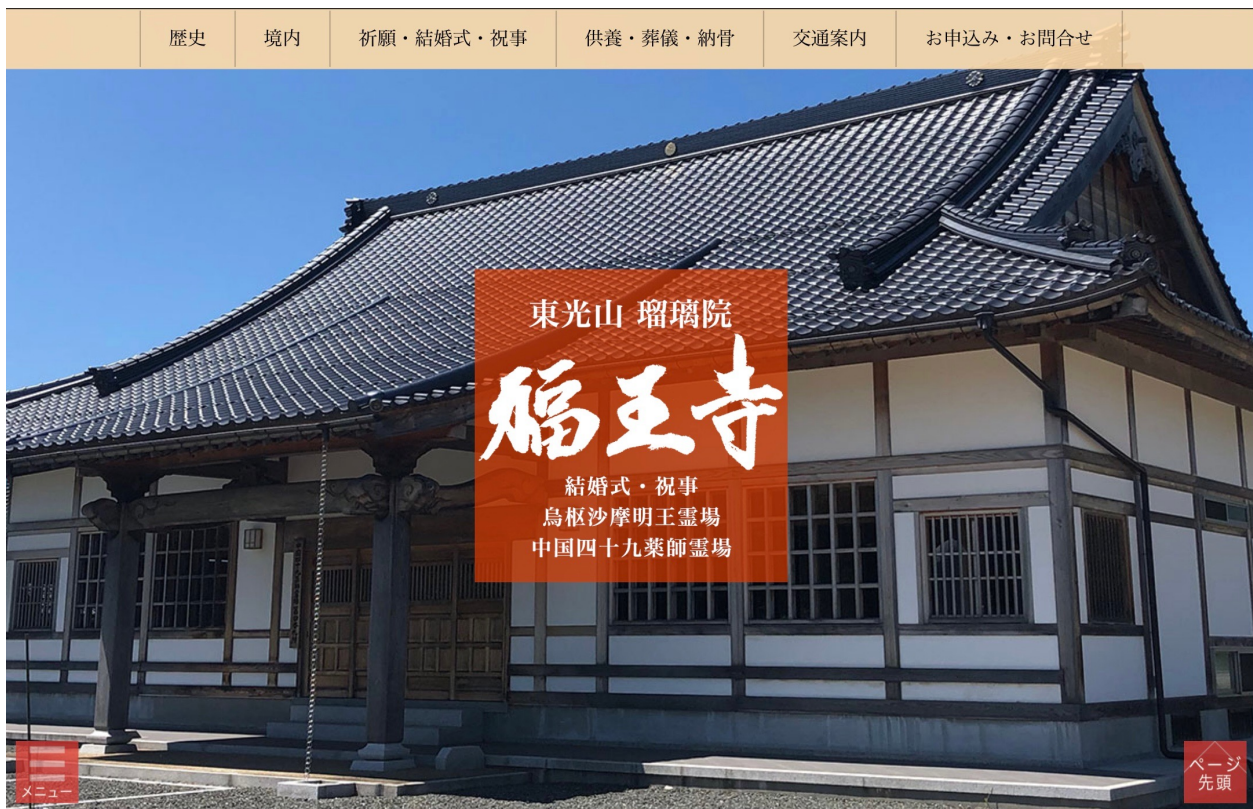 歴史
境内
祈願・結婚式・祝事
供養・葬儀・納骨
交通案内
お申込み・お問合せ
東光山 瑠璃院
福王寺
結婚式・祝事
烏枢沙摩明王霊場
中国四十九薬師霊場
メニュー
ページ
先頭